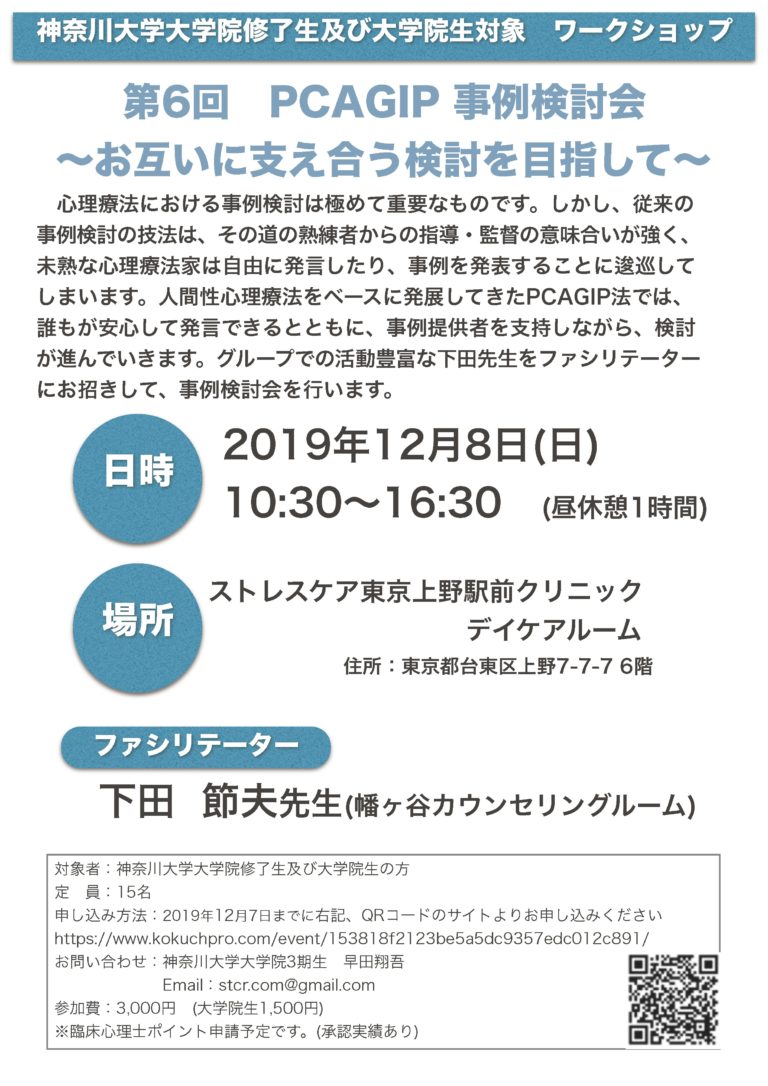 神奈川大学大学院修了生及び大学院生対象　ワークショップ
第6回　PCAGIP 事例検討会
〜お互いに支え合う検討を目指して〜
　心理療法における事例検討は極めて重要なものです。しかし、従来の
事例検討の技法は、その道の熟練者からの指導・監督の意味合いが強く、
未熟な心理療法家は自由に発言したり、事例を発表することに逡巡して
しまいます。人間性心理療法をベースに発展してきたPCAGIP法では、
誰もが安心して発言できるとともに、事例提供者を支持しながら、検討
が進んでいきます。グループでの活動豊富な下田先生をファシリテーター
にお招きして、事例検討会を行います。
日時
2019年12月8日(日)
10:30〜16:30　(昼休憩1時間)
場所
ストレスケア東京上野駅前クリニック
デイケアルーム
住所：東京都台東区上野7-7-7 6階
ファシリテーター
下田　節夫先生(幡ヶ谷カウンセリングルーム)
対象者：神奈川大学大学院修了生及び大学院生の方
定　員：15名
申し込み方法：2019年12月7日までに右記、QRコードのサイトよりお申し込みください
https://www.kokuchpro.com/event/153818f2123be5a5dc9357edc012c891/
お問い合わせ：神奈川大学大学院3期生　早田翔吾
Email：stcr.com@gmail.com
参加費：3,000円　(大学院生1,500円)
※臨床心理士ポイント申請予定です。(承認実績あり)